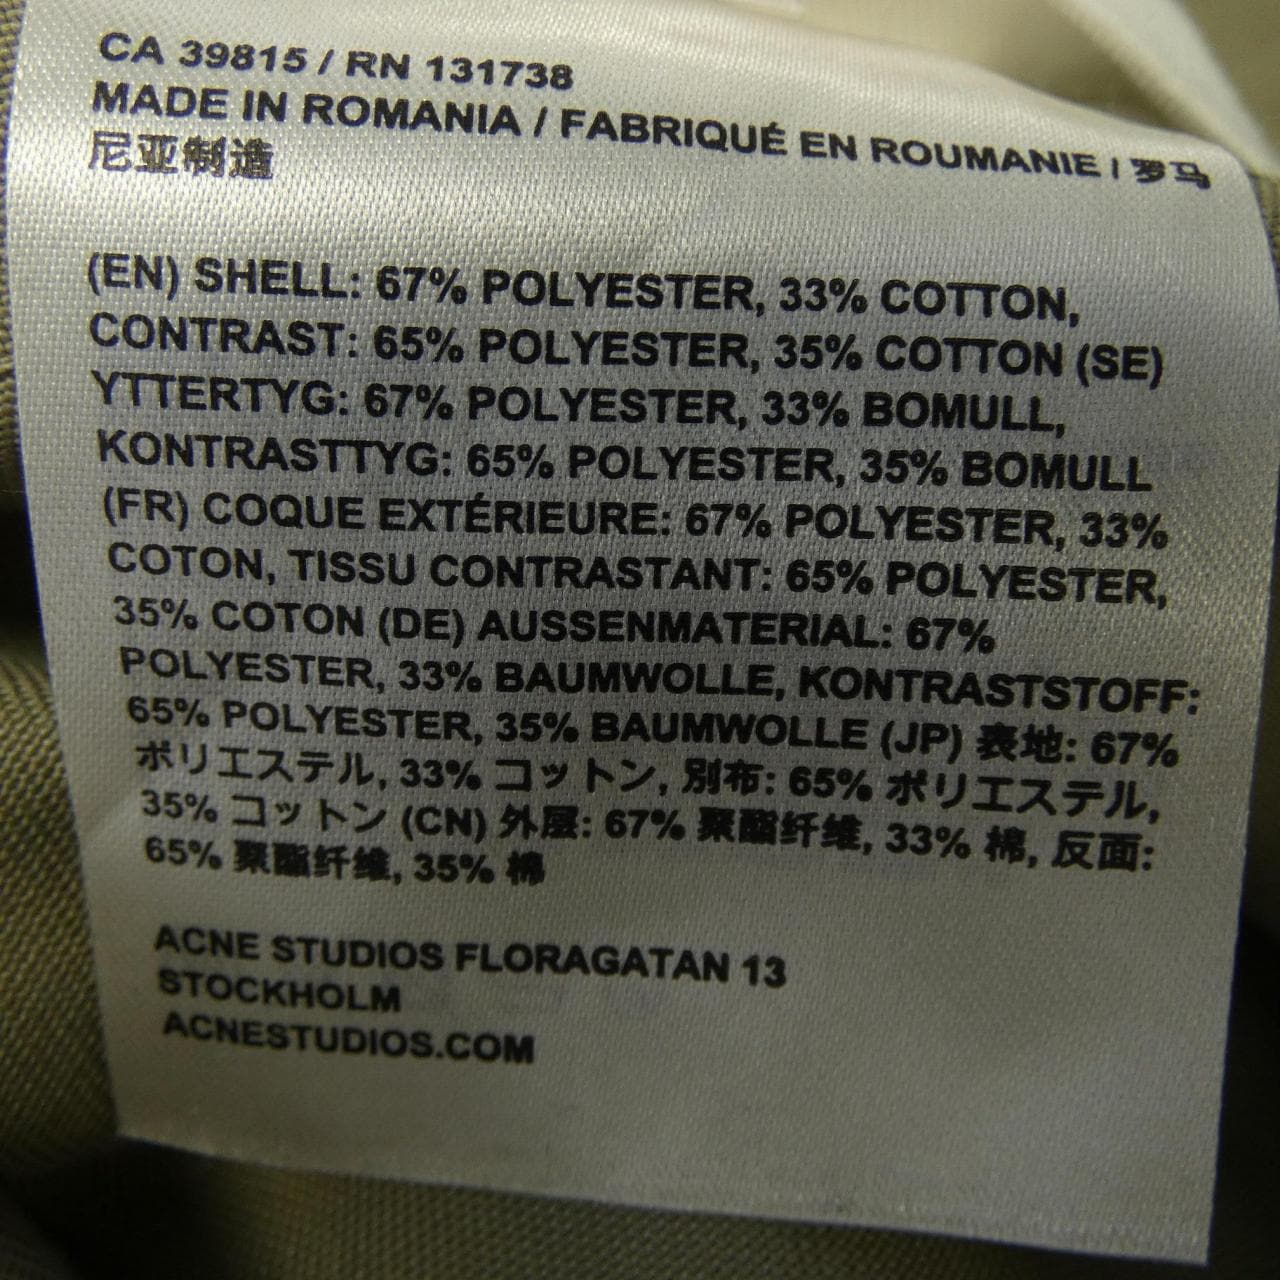 CA 39815 / RN 131738
MADE IN ROMANIA / FABRIQUÉ EN ROUMANIE / 罗马
尼亚制造
(EN) SHELL: 67% POLYESTER, 33% COTTON,
CONTRAST: 65% POLYESTER, 35% COTTON (SE)
YTTERTYG: 67% POLYESTER, 33% BOMULL,
KONTRASTTYG: 65% POLYESTER, 35% BOMULL
(FR) COQUE EXTÉRIEURE: 67% POLYESTER, 33%
COTON, TISSU CONTRASTANT: 65% POLYESTER,
35% COTON (DE) AUSSENMATERIAL: 67%
POLYESTER, 33% BAUMWOLLE, KONTRASTSTOFF:
65% POLYESTER, 35% BAUMWOLLE (JP) 表地: 67%
ポリエステル, 33% コットン, 別布: 65% ポリエステル,
35% コットン (CN) 外层: 67% 聚酯纤维, 33% 棉, 反面:
65% 聚酯纤维, 35% 棉
ACNE STUDIOS FLORAGATAN 13
STOCKHOLM
ACNESTUDIOS.COM